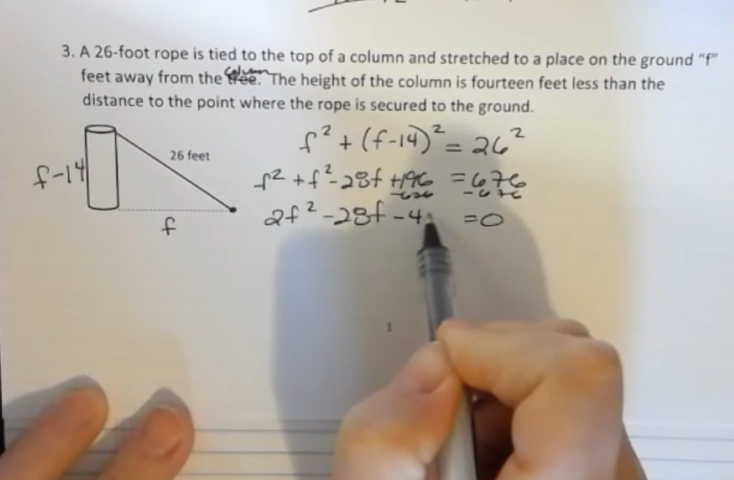 3. A 26-foot rope is tied to the top of a column and stretched to a place on the ground "f"
feet away from the tree. column The height of the column is fourteen feet less than the
distance to the point where the rope is secured to the ground.
26 feet
f-14
f
f² + (f-14)² = 26²
f² + f² - 28f + 196 = 676
-676 -676
2f² - 28f - 4 = 0
1